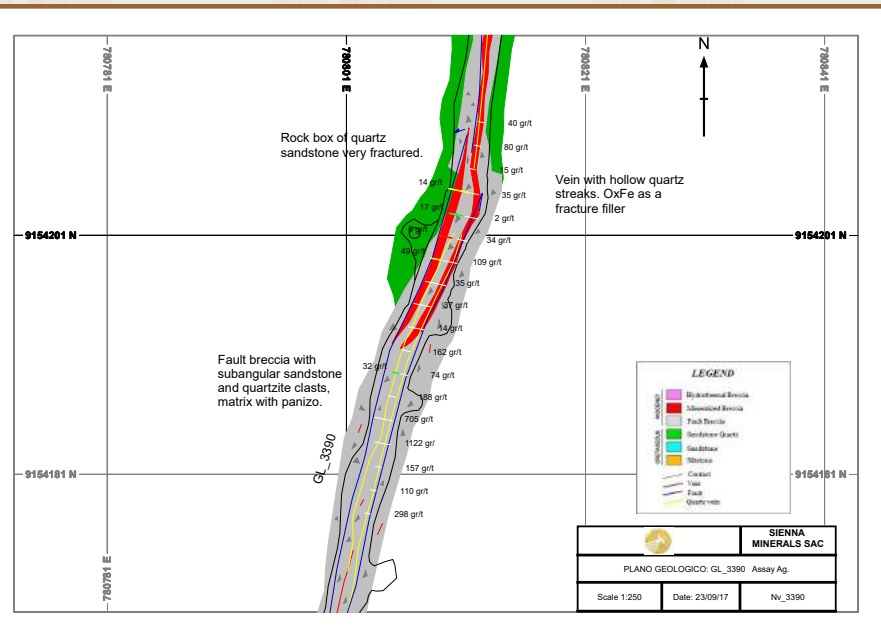 780781 E
780801 E
780821 E
780841 E
N
Rock box of quartz
sandstone very fractured.
40 gr/t
80 gr/t
15 gr/t
14 gr/t
35 gr/t
Vein with hollow quartz
streaks. OxFe as a
fracture filler
17 gr/t
2 gr/t
9154201 N
gr/t
34 gr/t
9154201 N
49 gr/t
109 gr/t
35 gr/t
37 gr/t
14 gr/t
162 gr/t
Fault breccia with
subangular sandstone
and quartzite clasts,
matrix with panizo.
32 gr/t
74 gr/t
188 gr/t
705 gr/t
1122 gr/
GL_3390
157 gr/t
9154181 N
9154181 N
110 gr/t
298 gr/t
780781 E
LEGEND
Hydrothermal Breccia
MIOCENE
Mineralized Breccia
Fault Breccia
CRETACEOUS
Sandstone Quartz
Sandstone
Siltstone
Contact
Vein
Fault
Quartz vein
SIENNA
MINERALS SAC
PLANO GEOLOGICO: GL_3390 Assay Ag.
Scale 1:250
Date: 23/09/17
Nv_3390